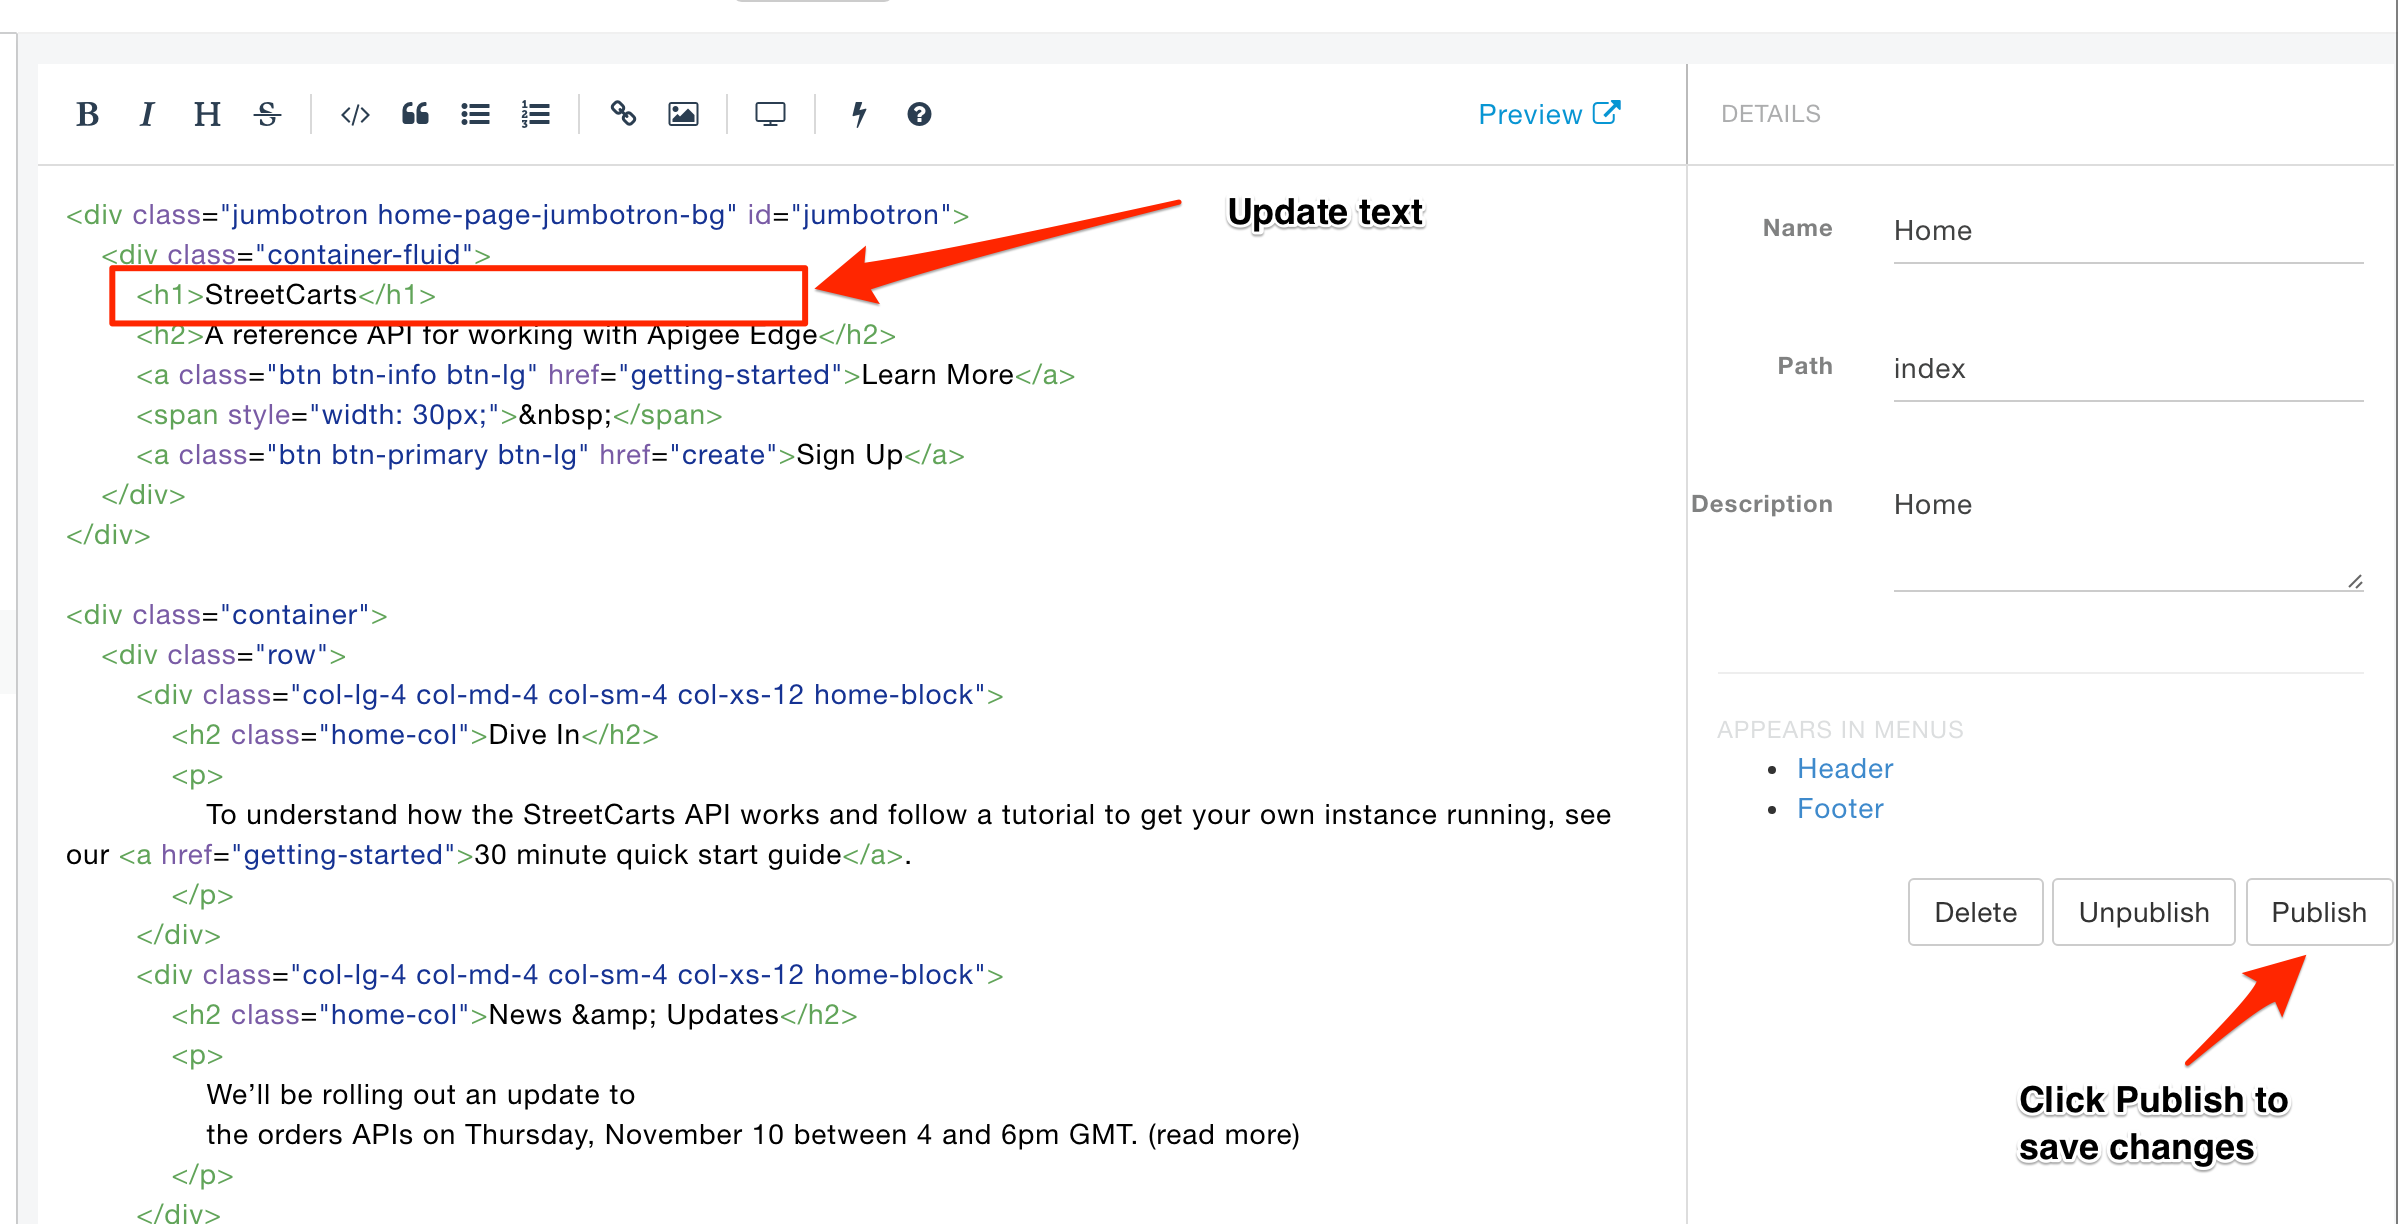 B I H S </> Preview
DETAILS
<div class="jumbotron home-page-jumbotron-bg" id="jumbotron">
<div class="container-fluid">
<h1>StreetCarts</h1>
<h2>A reference API for working with Apigee Edge</h2>
<a class="btn btn-info btn-lg" href="getting-started">Learn More</a>
<span style="width: 30px;">&nbsp;</span>
<a class="btn btn-primary btn-lg" href="create">Sign Up</a>
</div>
</div>
<div class="container">
<div class="row">
<div class="col-lg-4 col-md-4 col-sm-4 col-xs-12 home-block">
<h2 class="home-col">Dive In</h2>
<p>
To understand how the StreetCarts API works and follow a tutorial to get your own instance running, see
our <a href="getting-started">30 minute quick start guide</a>.
</p>
</div>
<div class="col-lg-4 col-md-4 col-sm-4 col-xs-12 home-block">
<h2 class="home-col">News &amp; Updates</h2>
<p>
We’ll be rolling out an update to
the orders APIs on Thursday, November 10 between 4 and 6pm GMT. (read more)
</p>
</div>
Update text
Name Home
Path index
Description Home
APPEARS IN MENUS
• Header
• Footer
Delete Unpublish Publish
Click Publish to
save changes